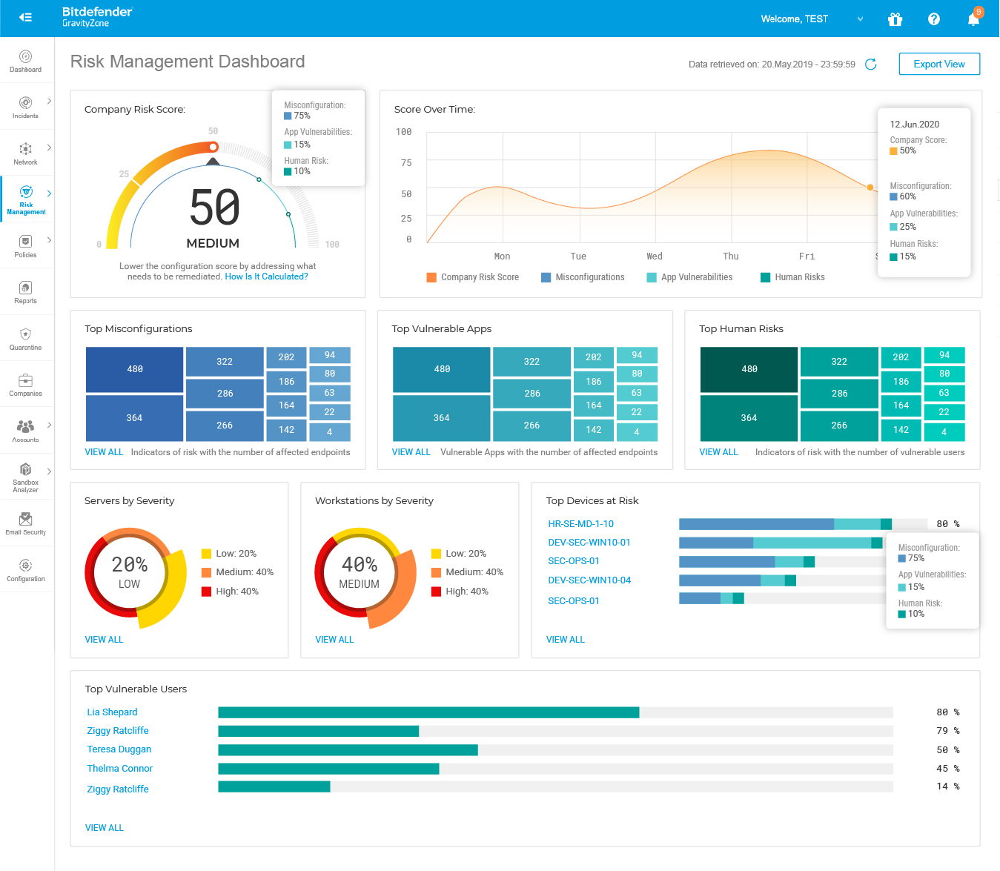 Bitdefender
GravityZone
Welcome, TEST
9
Dashboard
Incidents
Network
Risk
Management
Policies
Reports
Quarantine
Companies
Accounts
Sandbox
Analyzer
Email Security
Configuration
Risk Management Dashboard
Data retrieved on: 20.May.2019 - 23:59:59
Export View
Company Risk Score:
0
25
50
100
50
MEDIUM
Lower the configuration score by addressing what
needs to be remediated. How Is It Calculated?
Misconfiguration:
75%
App Vulnerabilities:
15%
Human Risk:
10%
Score Over Time:
100
75
50
25
0
Mon
Tue
Wed
Thu
Fri
S
Company Risk Score
Misconfigurations
App Vulnerabilities
Human Risks
12.Jun.2020
Company Score:
50%
Misconfiguration:
60%
App Vulnerabilities:
25%
Human Risks:
15%
Top Misconfigurations
480
364
322
286
266
202
186
164
142
94
80
63
22
4
VIEW ALL Indicators of risk with the number of affected endpoints
Top Vulnerable Apps
480
364
322
286
266
202
186
164
142
94
80
63
22
4
VIEW ALL Vulnerable Apps with the number of affected endpoints
Top Human Risks
480
364
322
286
266
202
186
164
142
94
80
63
22
4
VIEW ALL Indicators of risk with the number of vulnerable users
Servers by Severity
20%
LOW
Low: 20%
Medium: 40%
High: 40%
VIEW ALL
Workstations by Severity
40%
MEDIUM
Low: 20%
Medium: 40%
High: 40%
VIEW ALL
Top Devices at Risk
HR-SE-MD-1-10 80 %
DEV-SEC-WIN10-01
SEC-OPS-01
DEV-SEC-WIN10-04
SEC-OPS-01
Misconfiguration:
75%
App Vulnerabilities:
15%
Human Risk:
10%
VIEW ALL
Top Vulnerable Users
Lia Shepard 80 %
Ziggy Ratcliffe 79 %
Teresa Duggan 50 %
Thelma Connor 45 %
Ziggy Ratcliffe 14 %
VIEW ALL